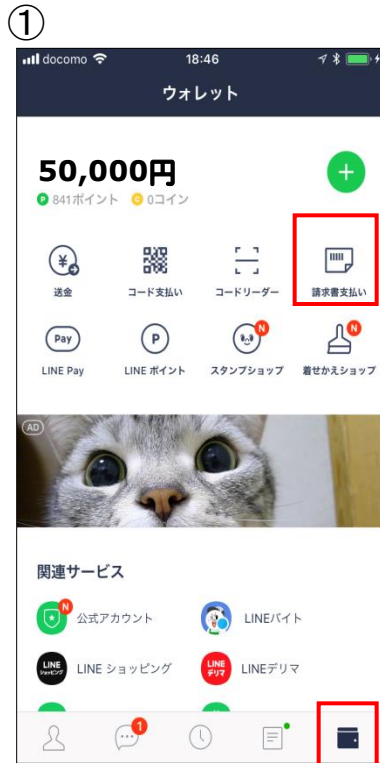 ①
docomo 18:46
ウォレット
50,000円
P 841ポイント C 0コイン
送金 コード支払い コードリーダー 請求書支払い
Pay P N N
LINE Pay LINE ポイント スタンプショップ 着せかえショップ
AD
関連サービス
N 公式アカウント LINEバイト
LINE ショッピング LINE ショッピング LINE デリマ LINEデリマ
1